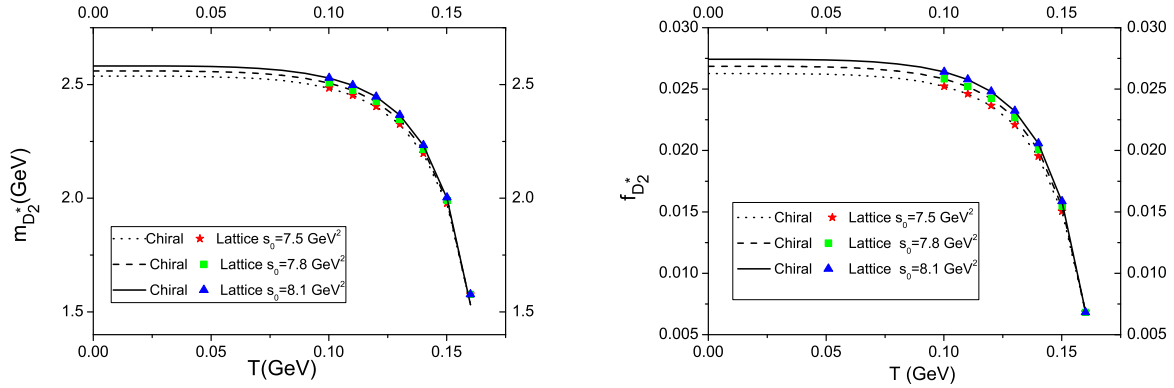 0.00 0.05 0.10 0.15
2.5 2.5
2.0 2.0
1.5 1.5
m_{D_2^*}(GeV)
Chiral Lattice s_0=7.5 GeV^2
Chiral Lattice s_0=7.8 GeV^2
Chiral Lattice s_0=8.1 GeV^2
0.00 0.05 0.10 0.15
T(GeV)
0.00 0.05 0.10 0.15
0.030 0.030
0.025 0.025
0.020 0.020
0.015 0.015
0.010 0.010
0.005 0.005
f_{D_2^*}
Chiral Lattice s_0=7.5 GeV^2
Chiral Lattice s_0=7.8 GeV^2
Chiral Lattice s_0=8.1 GeV^2
0.00 0.05 0.10 0.15
T (GeV)